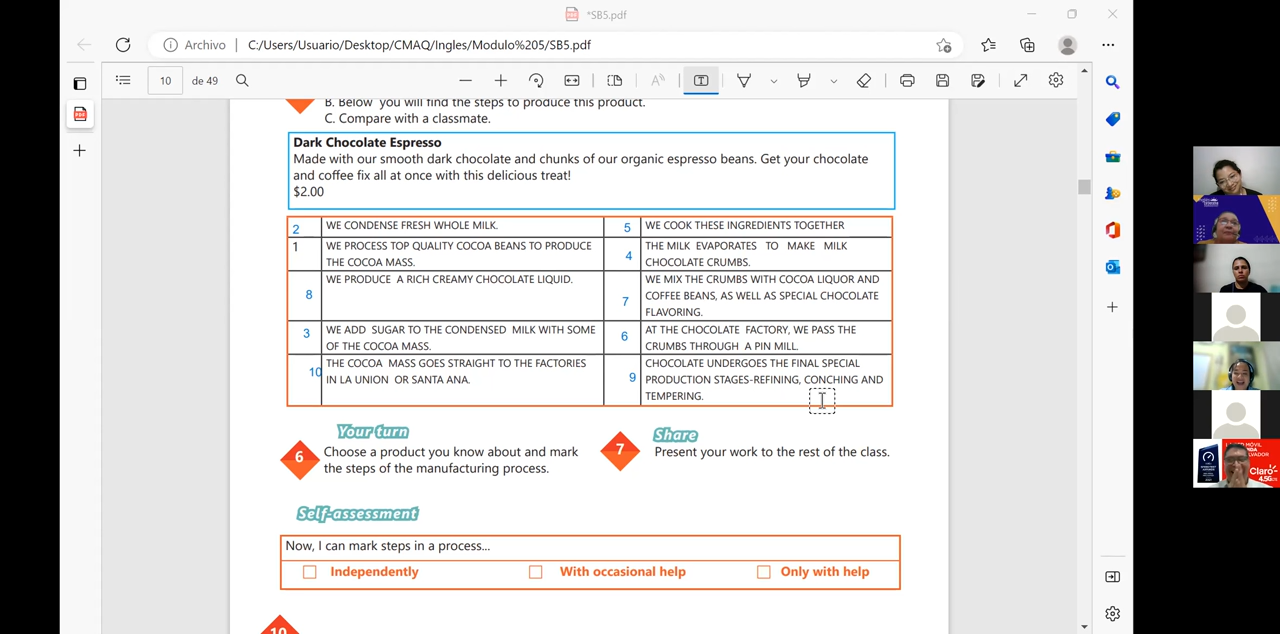 *SB5.pdf
Archivo
C:/Users/Usuario/Desktop/CMAQ/Ingles/Modulo%205/SB5.pdf
10
de 49
B. Below you will find the steps to produce this product.
C. Compare with a classmate.
Dark Chocolate Espresso
Made with our smooth dark chocolate and chunks of our organic espresso beans. Get your chocolate
and coffee fix all at once with this delicious treat!
$2.00
2
WE CONDENSE FRESH WHOLE MILK.
5
WE COOK THESE INGREDIENTS TOGETHER
1
WE PROCESS TOP QUALITY COCOA BEANS TO PRODUCE
THE COCOA MASS.
4
THE MILK EVAPORATES TO MAKE MILK
CHOCOLATE CRUMBS.
8
WE PRODUCE A RICH CREAMY CHOCOLATE LIQUID.
7
WE MIX THE CRUMBS WITH COCOA LIQUOR AND
COFFEE BEANS, AS WELL AS SPECIAL CHOCOLATE
FLAVORING.
3
WE ADD SUGAR TO THE CONDENSED MILK WITH SOME
OF THE COCOA MASS.
6
AT THE CHOCOLATE FACTORY, WE PASS THE
CRUMBS THROUGH A PIN MILL.
10
THE COCOA MASS GOES STRAIGHT TO THE FACTORIES
IN LA UNION OR SANTA ANA.
9
CHOCOLATE UNDERGOES THE FINAL SPECIAL
PRODUCTION STAGES-REFINING, CONCHING AND
TEMPERING.
Your turn
6
Choose a product you know about and mark
the steps of the manufacturing process.
Share
7
Present your work to the rest of the class.
Self-assessment
Now, I can mark steps in a process...
Independently
With occasional help
Only with help
10
Claro
4.5G